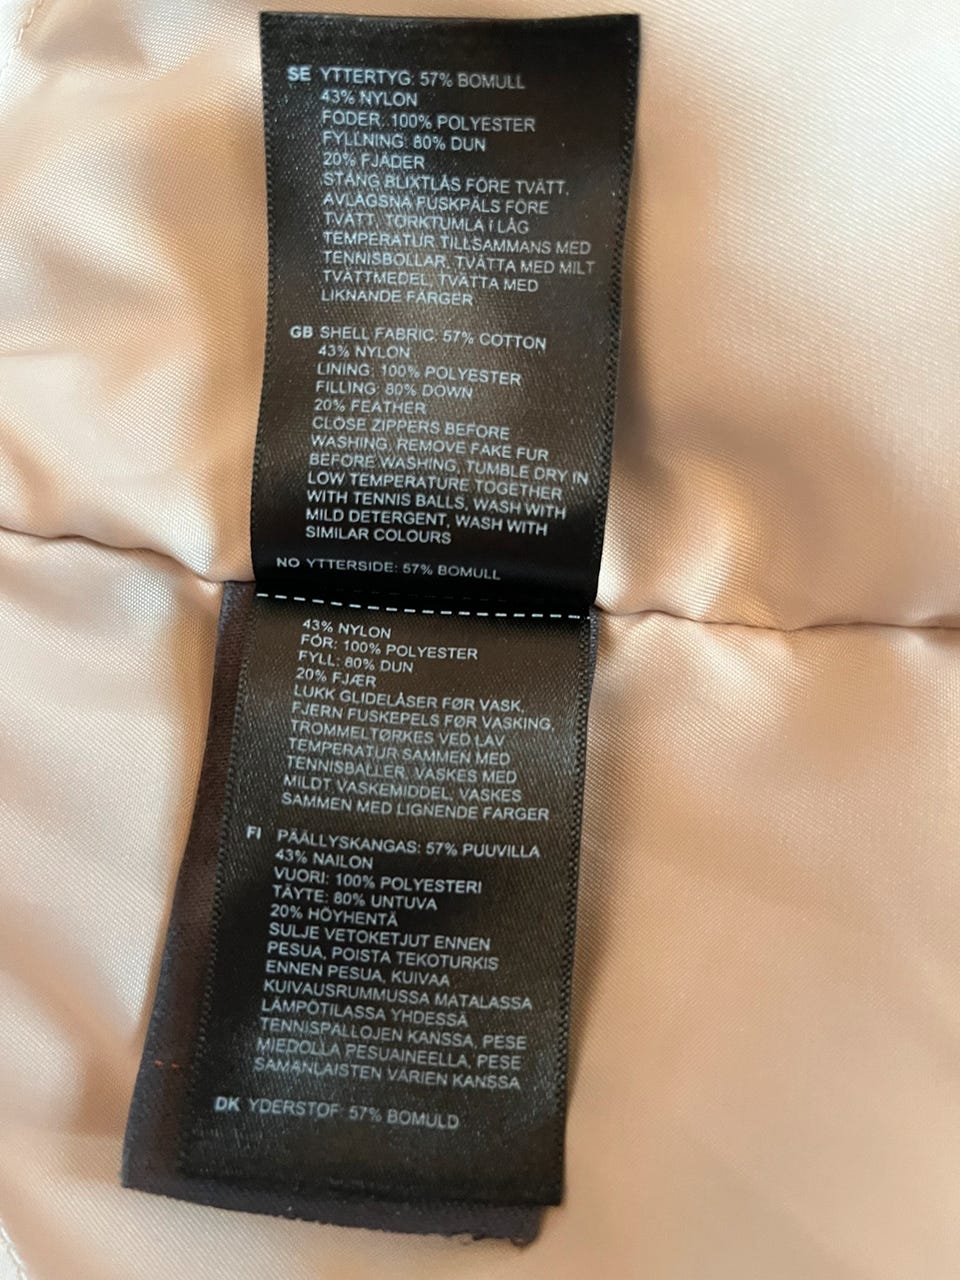 SE YTTERTYG: 57% BOMULL
43% NYLON
FODER: 100% POLYESTER
FYLLNING: 80% DUN
20% FJÄDER
STÄNG BLIXTLÅS FÖRE TVÄTT,
AVLÄGSNA FUSKPÄLS FÖRE
TVÄTT, TORKTUMLA I LÅG
TEMPERATUR TILLSAMMANS MED
TENNISBOLLAR, TVÄTTA MED MILT
TVÄTTMEDEL, TVÄTTA MED
LIKNANDE FÄRGER
GB SHELL FABRIC: 57% COTTON
43% NYLON
LINING: 100% POLYESTER
FILLING: 80% DOWN
20% FEATHER
CLOSE ZIPPERS BEFORE
WASHING, REMOVE FAKE FUR
BEFORE WASHING, TUMBLE DRY IN
LOW TEMPERATURE TOGETHER
WITH TENNIS BALLS, WASH WITH
MILD DETERGENT, WASH WITH
SIMILAR COLOURS
NO YTTERSIDE: 57% BOMULL
43% NYLON
FÓR: 100% POLYESTER
FYLL: 80% DUN
20% FJÆR
LUKK GLIDELÅSER FØR VASK,
FJERN FUSKEPELS FØR VASKING,
TROMMELTØRKES VED LAV
TEMPERATUR SAMMEN MED
TENNISBALLER, VASKES MED
MILDT VASKEMIDDEL, VASKES
SAMMEN MED LIGNENDE FARGER
FI PÄÄLLYSKANGAS: 57% PUUVILLA
43% NAILON
VUORI: 100% POLYESTERI
TÄYTE: 80% UNTUVA
20% HÖYHENTÄ
SULJE VETOKETJUT ENNEN
PESUA, POISTA TEKOTURKIS
ENNEN PESUA, KUIVAA
KUIVAUSRUMMUSSA MATALASSA
LÄMPÖTILASSA YHDESSÄ
TENNISPALLOJEN KANSSA, PESE
MIEDOLLA PESUAINEELLA, PESE
SAMANLAISTEN VÄRIEN KANSSA
DK YDERSTOF: 57% BOMULD